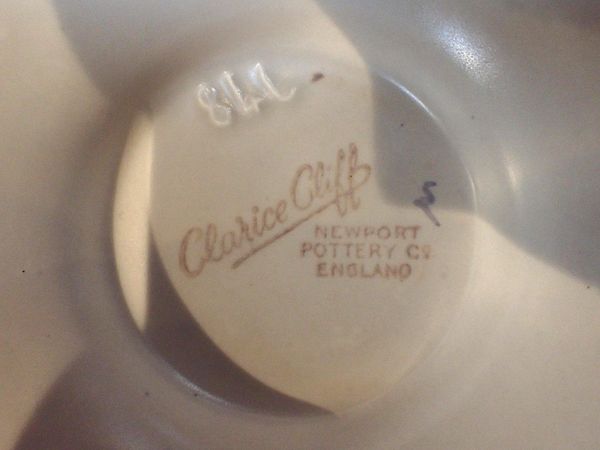 Clarice Cliff
NEWPORT
POTTERY Co
ENGLAND